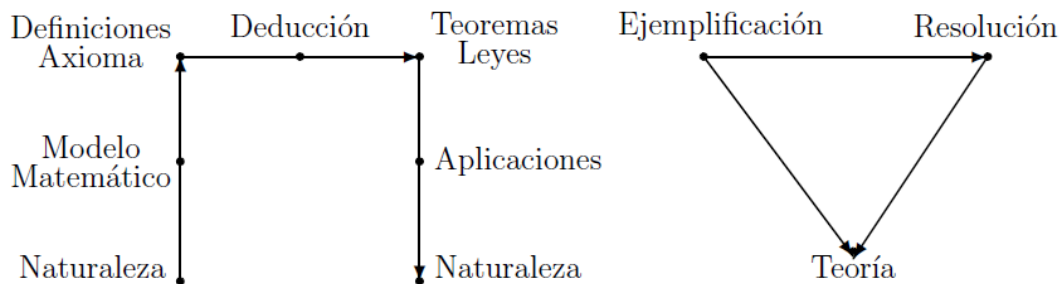 Definiciones
Axioma
Deducción
Teoremas
Leyes
Modelo
Matemático
Aplicaciones
Naturaleza
Naturaleza
Ejemplificación
Resolución
Teoría